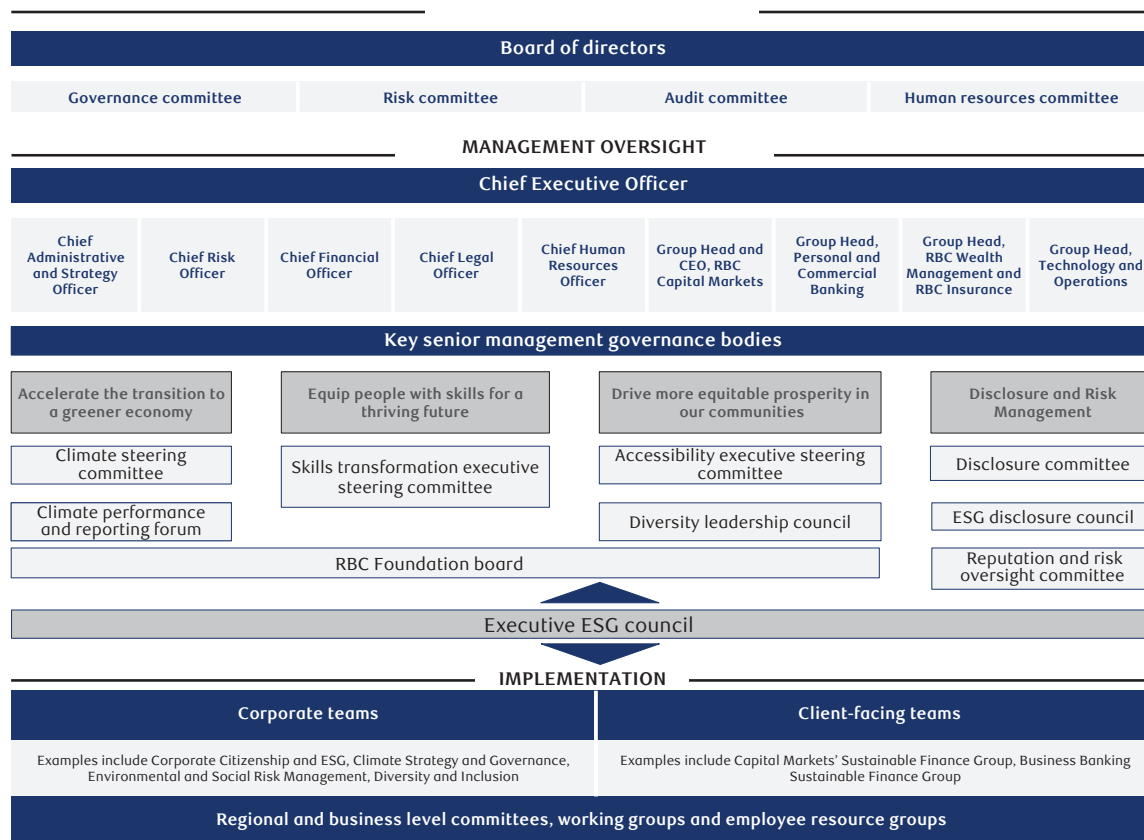 Board of directors
Governance committee
Risk committee
Audit committee
Human resources committee
MANAGEMENT OVERSIGHT
Chief Executive Officer
Chief
Administrative
and Strategy
Officer
Chief Risk
Officer
Chief Financial
Officer
Chief Legal
Officer
Chief Human
Resources
Officer
Group Head and
CEO, RBC
Capital Markets
Group Head,
Personal and
Commercial
Banking
Group Head,
RBC Wealth
Management and
RBC Insurance
Group Head,
Technology and
Operations
Key senior management governance bodies
Accelerate the transition to
a greener economy
Equip people with skills for a
thriving future
Drive more equitable prosperity in
our communities
Disclosure and Risk
Management
Climate steering
committee
Skills transformation executive
steering committee
Accessibility executive steering
committee
Disclosure committee
Climate performance
and reporting forum
Diversity leadership council
ESG disclosure council
RBC Foundation board
Reputation and risk
oversight committee
Executive ESG council
IMPLEMENTATION
Corporate teams
Client-facing teams
Examples include Corporate Citizenship and ESG, Climate Strategy and Governance,
Environmental and Social Risk Management, Diversity and Inclusion
Examples include Capital Markets’ Sustainable Finance Group, Business Banking
Sustainable Finance Group
Regional and business level committees, working groups and employee resource groups